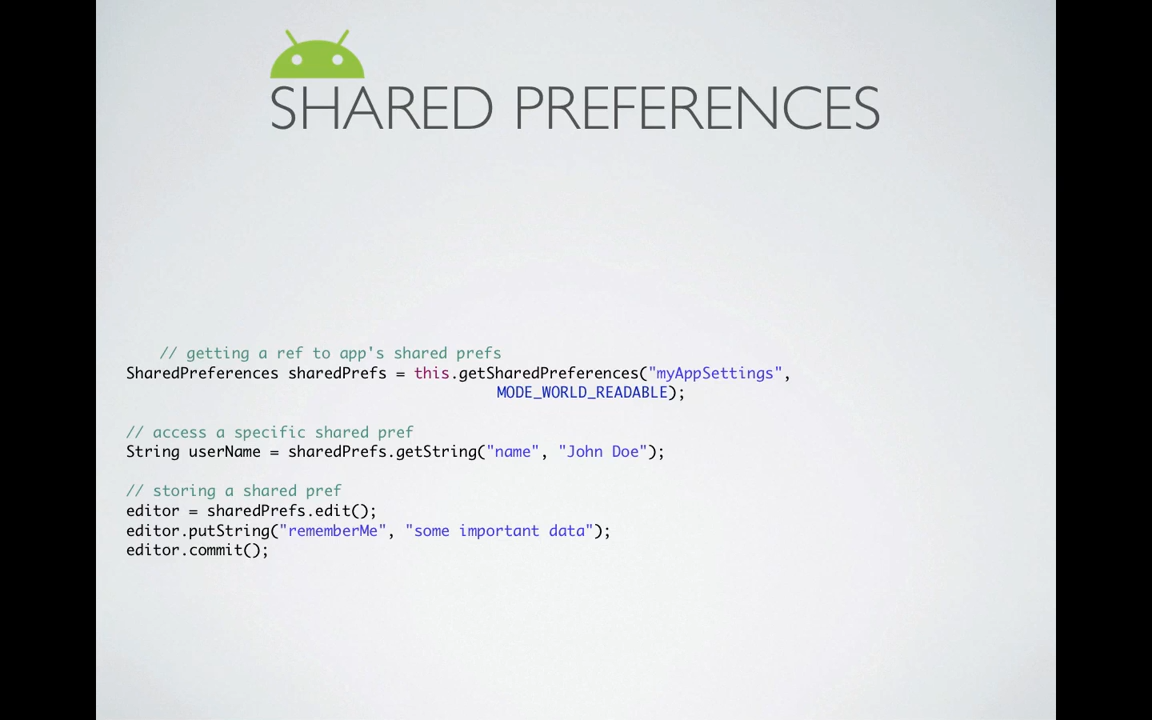 SHARED PREFERENCES
// getting a ref to app's shared prefs
SharedPreferences sharedPrefs = this.getSharedPreferences("myAppSettings",
MODE_WORLD_READABLE);
// access a specific shared pref
String userName = sharedPrefs.getString("name", "John Doe");
// storing a shared pref
editor = sharedPrefs.edit();
editor.putString("rememberMe", "some important data");
editor.commit();